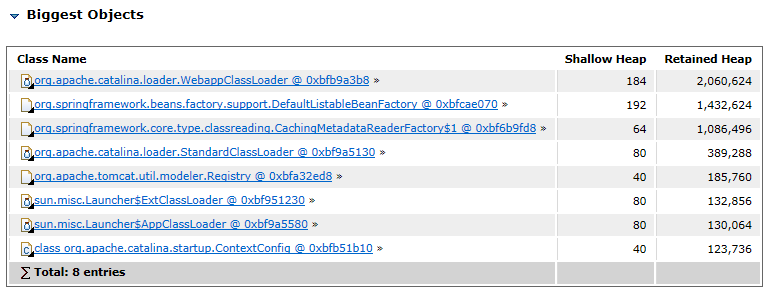 Biggest Objects
Class Name Shallow Heap Retained Heap
org.apache.catalina.loader.WebappClassLoader @ 0xbfb9a3b8 » 184 2,060,624
org.springframework.beans.factory.support.DefaultListableBeanFactory @ 0xbfcae070 » 192 1,432,624
org.springframework.core.type.classreading.CachingMetadataReaderFactory$1 @ 0xbf6b9fd8 » 64 1,086,496
org.apache.catalina.loader.StandardClassLoader @ 0xbf9a5130 » 80 389,288
org.apache.tomcat.util.modeler.Registry @ 0xbfa32ed8 » 40 185,760
sun.misc.Launcher$ExtClassLoader @ 0xbf951230 » 80 132,856
sun.misc.Launcher$AppClassLoader @ 0xbf9a5580 » 80 130,064
class org.apache.catalina.startup.ContextConfig @ 0xbfb51b10 » 40 123,736
∑ Total: 8 entries